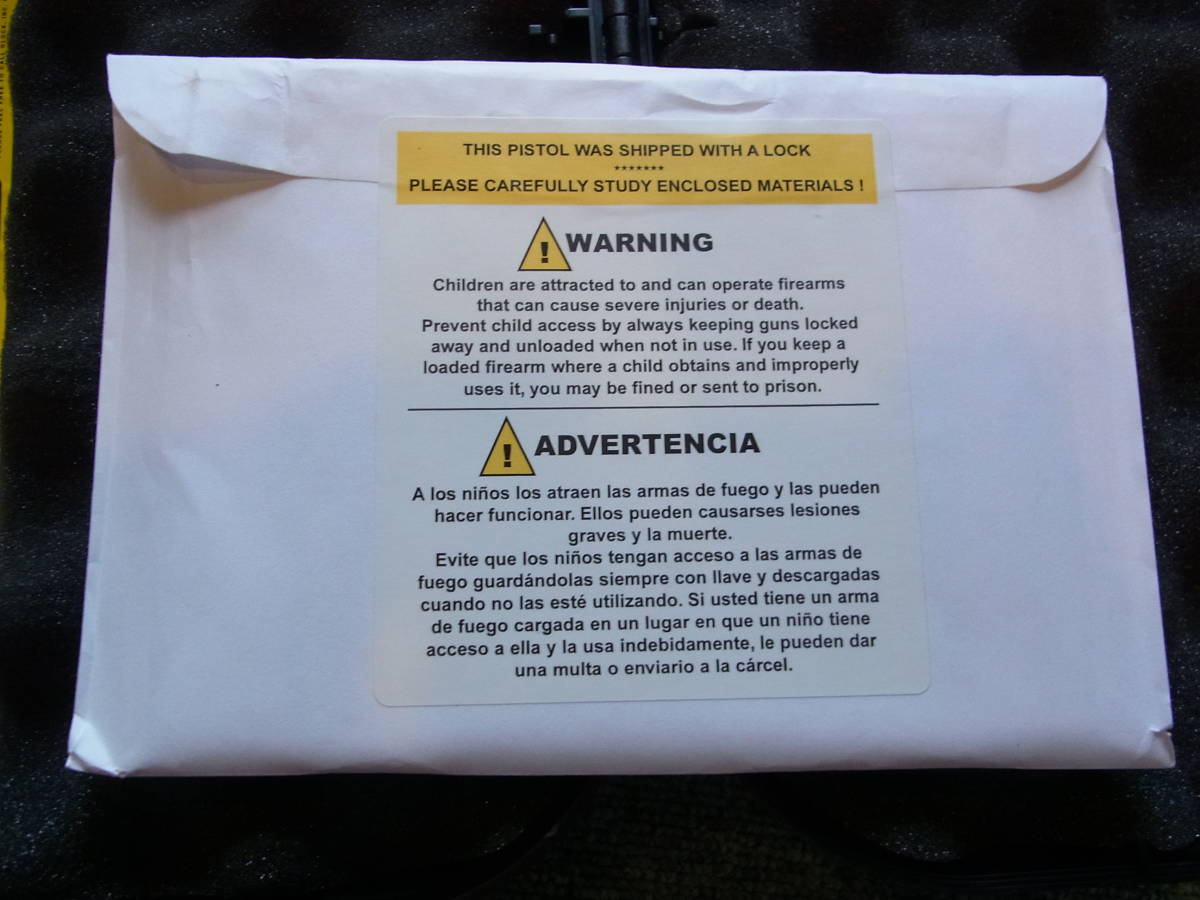 THIS PISTOL WAS SHIPPED WITH A LOCK
*******
PLEASE CAREFULLY STUDY ENCLOSED MATERIALS !
WARNING
Children are attracted to and can operate firearms
that can cause severe injuries or death.
Prevent child access by always keeping guns locked
away and unloaded when not in use. If you keep a
loaded firearm where a child obtains and improperly
uses it, you may be fined or sent to prison.
ADVERTENCIA
A los niños los atraen las armas de fuego y las pueden
hacer funcionar. Ellos pueden causarses lesiones
graves y la muerte.
Evite que los niños tengan acceso a las armas de
fuego guardándolas siempre con llave y descargadas
cuando no las esté utilizando. Si usted tiene un arma
de fuego cargada en un lugar en que un niño tiene
acceso a ella y la usa indebidamente, le pueden dar
una multa o enviario a la cárcel.